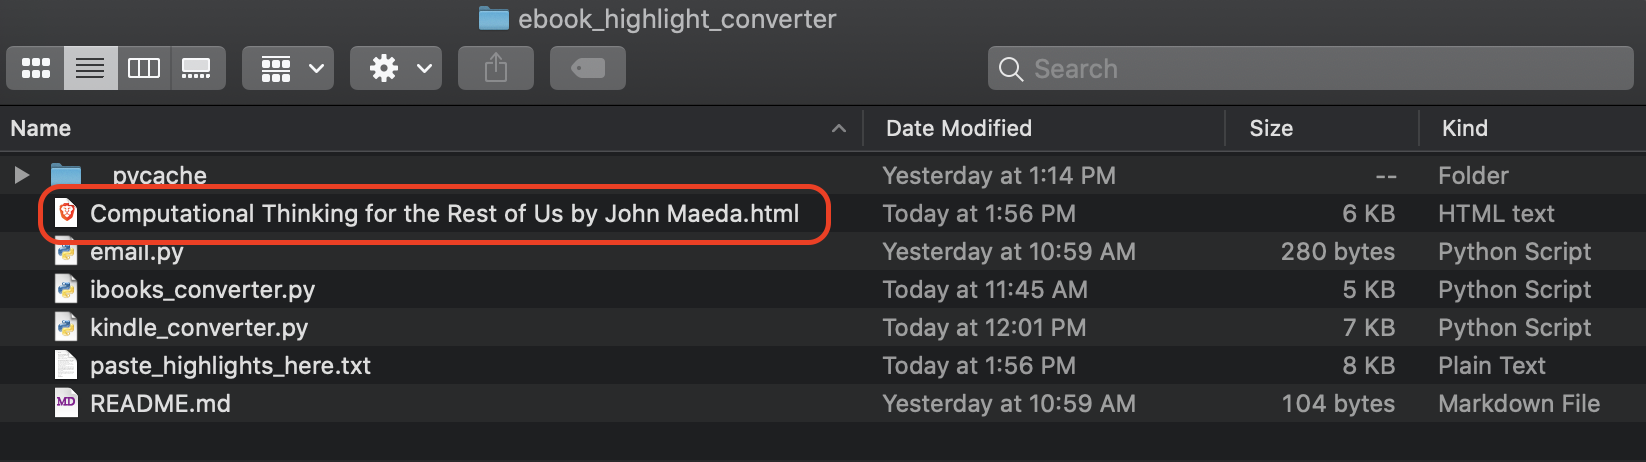 ebook_highlight_converter
Search
Name Date Modified Size Kind
pycache Yesterday at 1:14 PM -- Folder
Computational Thinking for the Rest of Us by John Maeda.html Today at 1:56 PM 6 KB HTML text
email.py Yesterday at 10:59 AM 280 bytes Python Script
ibooks_converter.py Today at 11:45 AM 5 KB Python Script
kindle_converter.py Today at 12:01 PM 7 KB Python Script
paste_highlights_here.txt Today at 1:56 PM 8 KB Plain Text
MD README.md Yesterday at 10:59 AM 104 bytes Markdown File